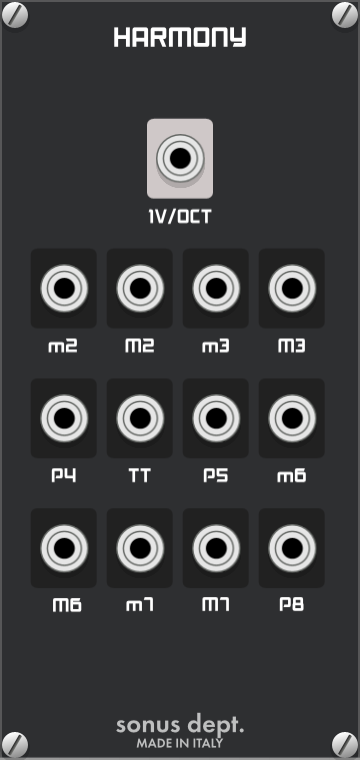 HARMONY
1V/OCT
m2 M2 m3 M3
P4 TT P5 m6
M6 m7 M7 P8
sonus dept.
MADE IN ITALY